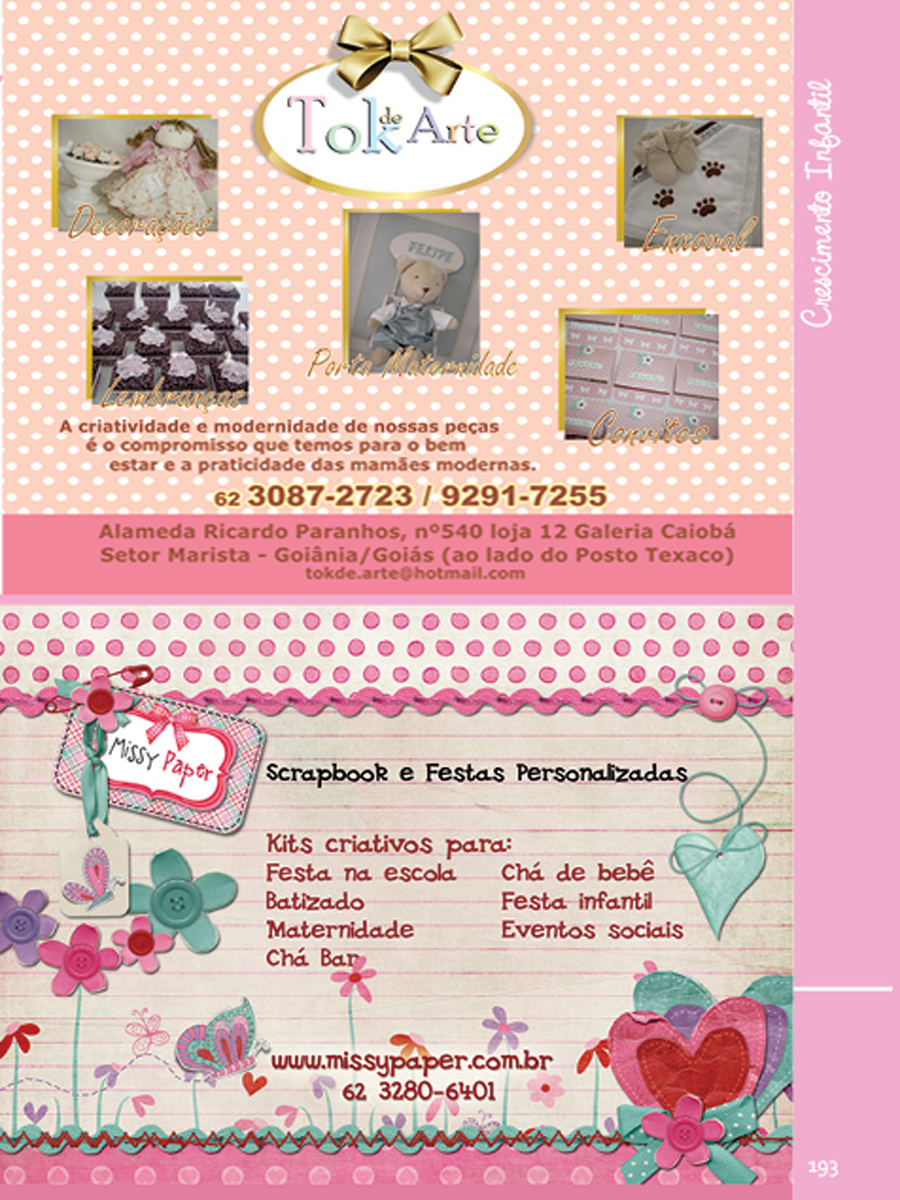 Tok de Arte
Decorações
Enxoval
FELIPE
Porta Maternidade
Lembranças
Convites
A criatividade e modernidade de nossas peças
é o compromisso que temos para o bem
estar e a praticidade das mamães modernas.
62 3087-2723 / 9291-7255
Alameda Ricardo Paranhos, nº540 loja 12 Galeria Caiobá
Setor Marista - Goiânia/Goiás (ao lado do Posto Texaco)
tokde.arte@hotmail.com
Missy Paper
Scrapbook e Festas Personalizadas
Kits criativos para:
Festa na escola
Batizado
Maternidade
Chá Bar
Chá de bebê
Festa infantil
Eventos sociais
www.missypaper.com.br
62 3280-6401
Crescimento Infantil
193